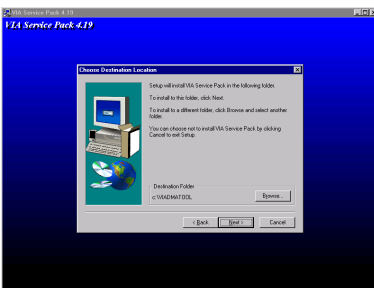 VIA Service Pack 4.19
VIA Service Pack 4.19
Choose Destination Location
Setup will install VIA Service Pack in the following folder.
To install to this folder, click Next.
To install to a different folder, click Browse and select another
folder.
You can choose not to install VIA Service Pack by clicking
Cancel to exit Setup.
Destination Folder
c:\VIADMATOOL
Browse...
< Back
Next >
Cancel